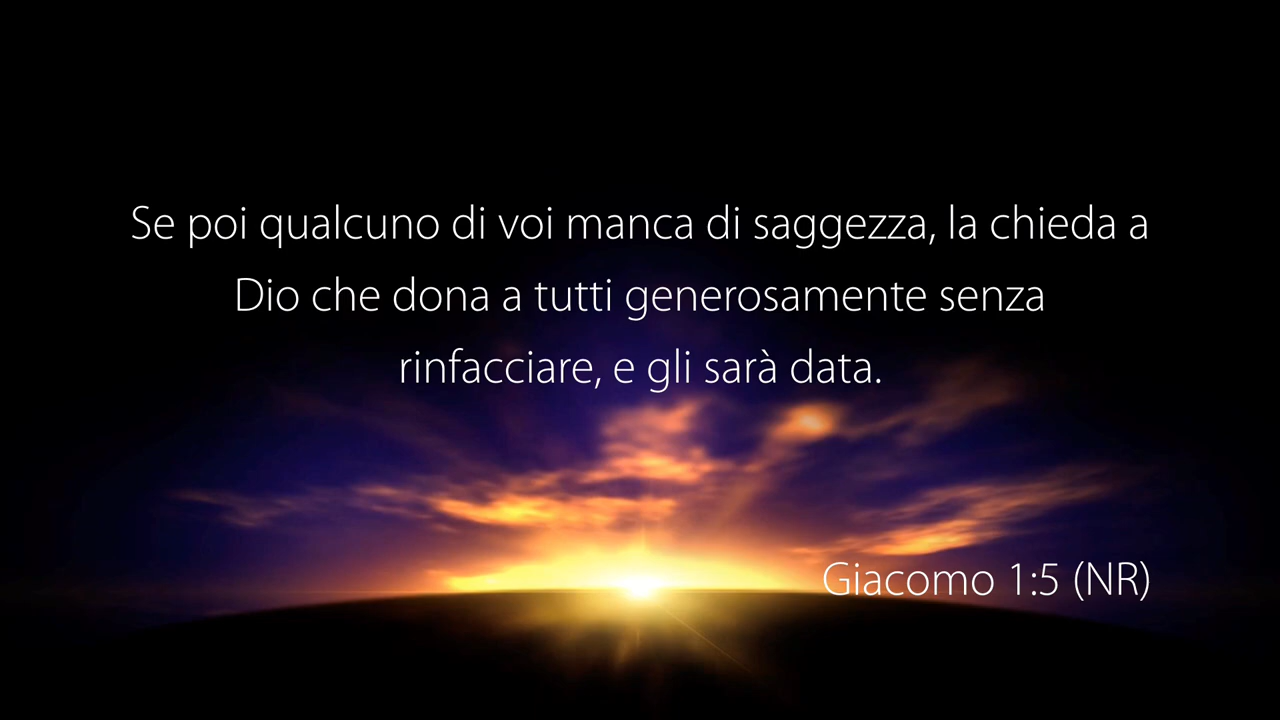 Se poi qualcuno di voi manca di saggezza, la chieda a
Dio che dona a tutti generosamente senza
rinfacciare, e gli sarà data.
Giacomo 1:5 (NR)